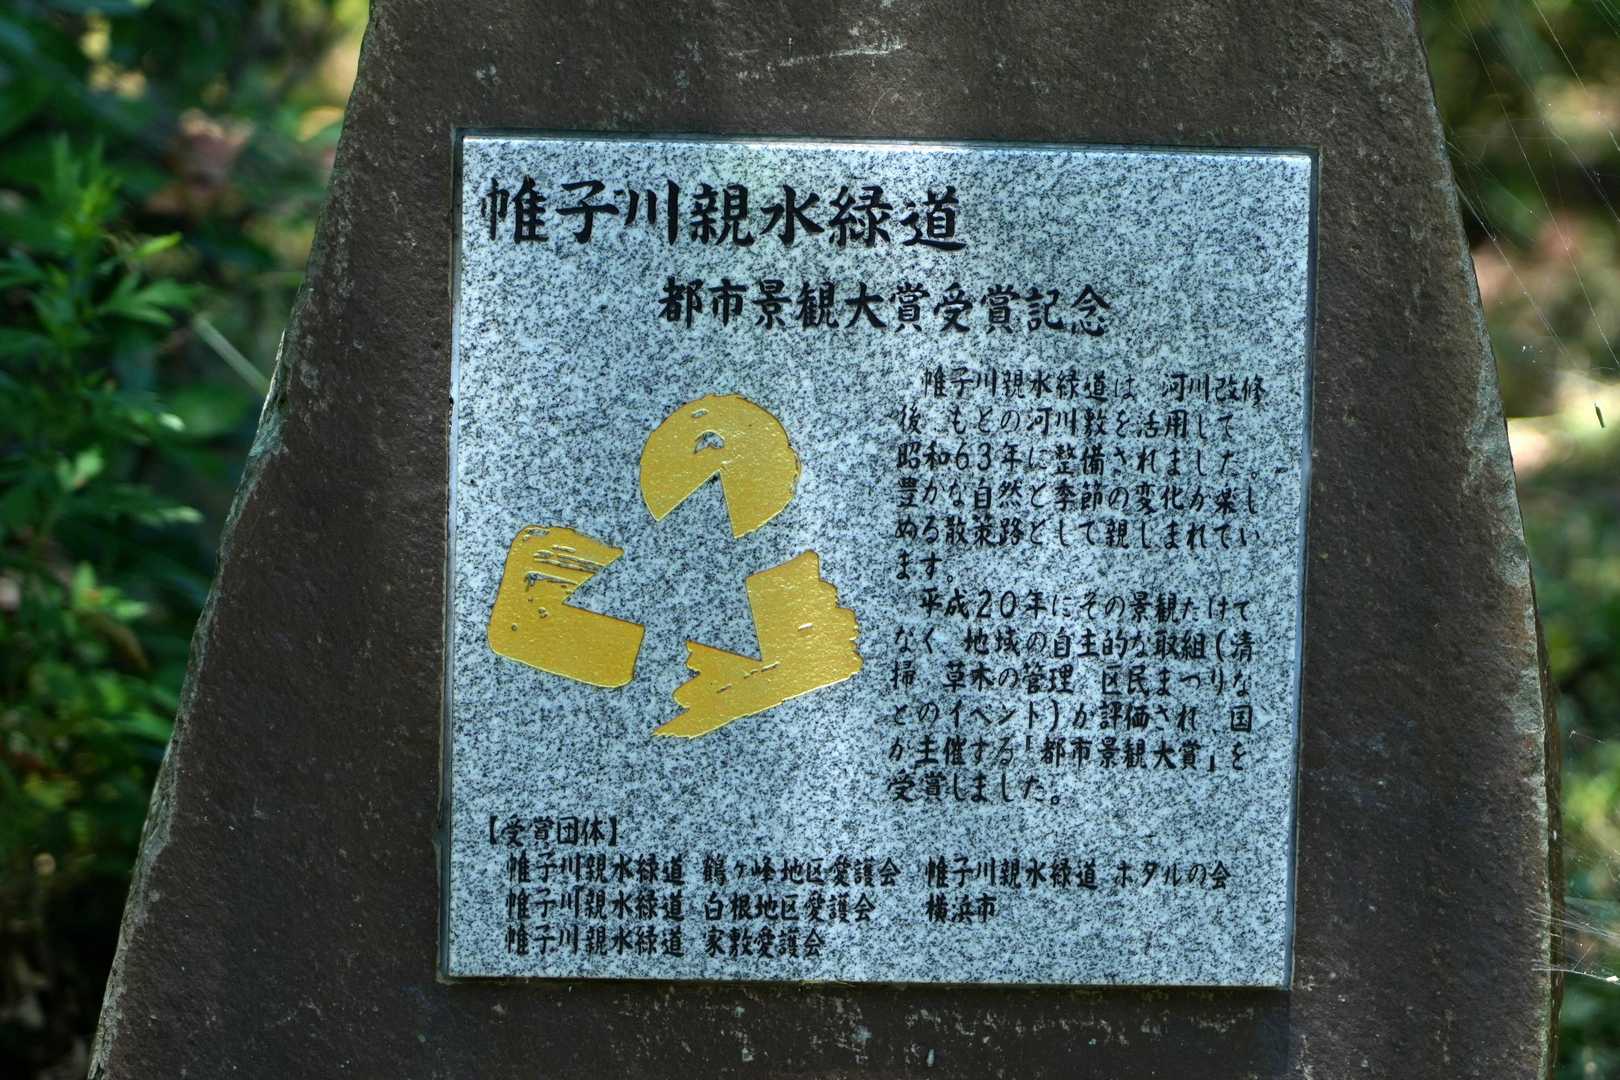 帷子川親水緑道
都市景観大賞受賞記念
帷子川親水緑道は 河川改修
後 もとの河川敷を活用して
昭和63年に整備されました。
豊かな自然と季節の変化が楽し
める散策路として親しまれてい
ます。
平成20年にその景観だけで
なく 地域の自主的な取組(清
掃 草木の管理 区民まつりな
どのイベント)が評価され 国
が主催する「都市景観大賞」を
受賞しました。
【受賞団体】
帷子川親水緑道 鶴ヶ峰地区愛護会 帷子川親水緑道 ホタルの会
帷子川親水緑道 白根地区愛護会 横浜市
帷子川親水緑道 家敷愛護会